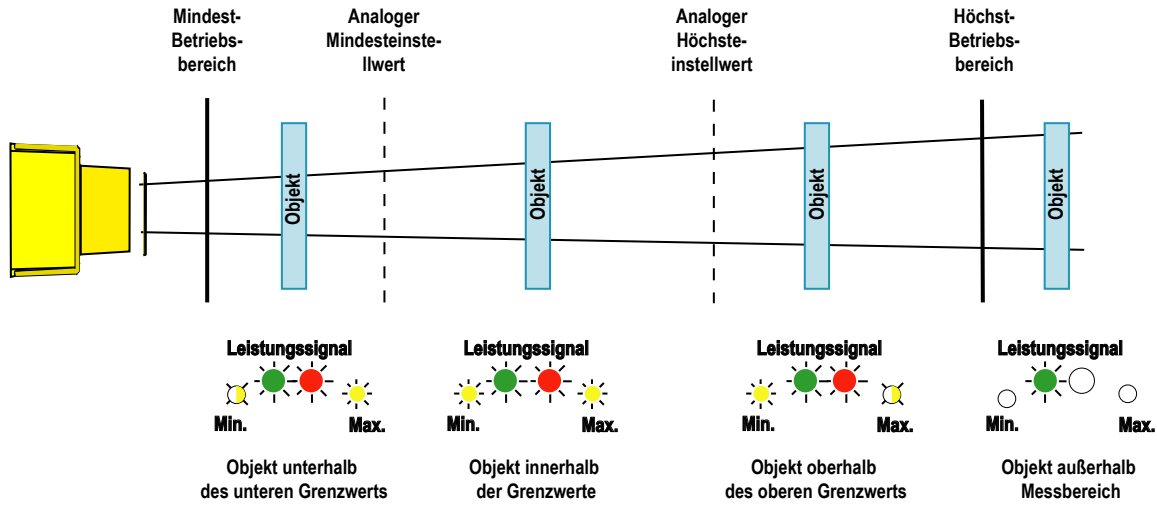 Mindest-
Betriebs-
bereich
Analoger
Mindesteinste-
llwert
Analoger
Höchste-
instellwert
Höchst-
Betriebs-
bereich
Objekt
Objekt
Objekt
Objekt
Leistungssignal
Min.
Max.
Objekt unterhalb
des unteren Grenzwerts
Leistungssignal
Min.
Max.
Objekt innerhalb
der Grenzwerte
Leistungssignal
Min.
Max.
Objekt oberhalb
des oberen Grenzwerts
Leistungssignal
Min.
Max.
Objekt außerhalb
Messbereich